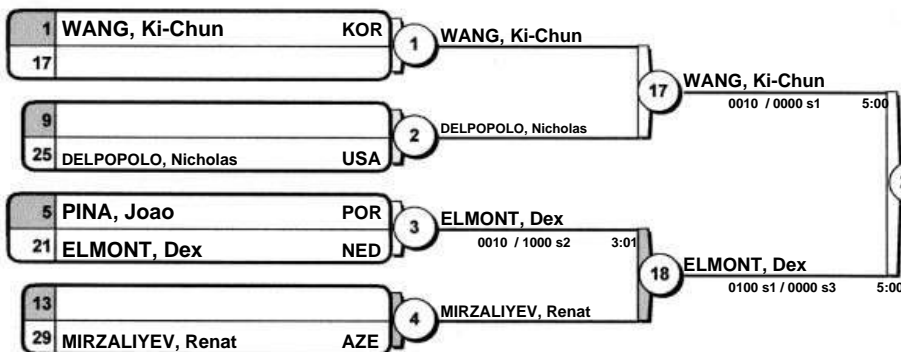 1 WANG, Ki-Chun KOR
17
1 WANG, Ki-Chun
9
25 DELPOPOLO, Nicholas USA
2 DELPOPOLO, Nicholas
17 WANG, Ki-Chun
0010 / 0000 s1 5:00
5 PINA, Joao POR
21 ELMONT, Dex NED
3 ELMONT, Dex
0010 / 1000 s2 3:01
13
29 MIRZALIYEV, Renat AZE
4 MIRZALIYEV, Renat
18 ELMONT, Dex
0100 s1 / 0000 s3 5:00